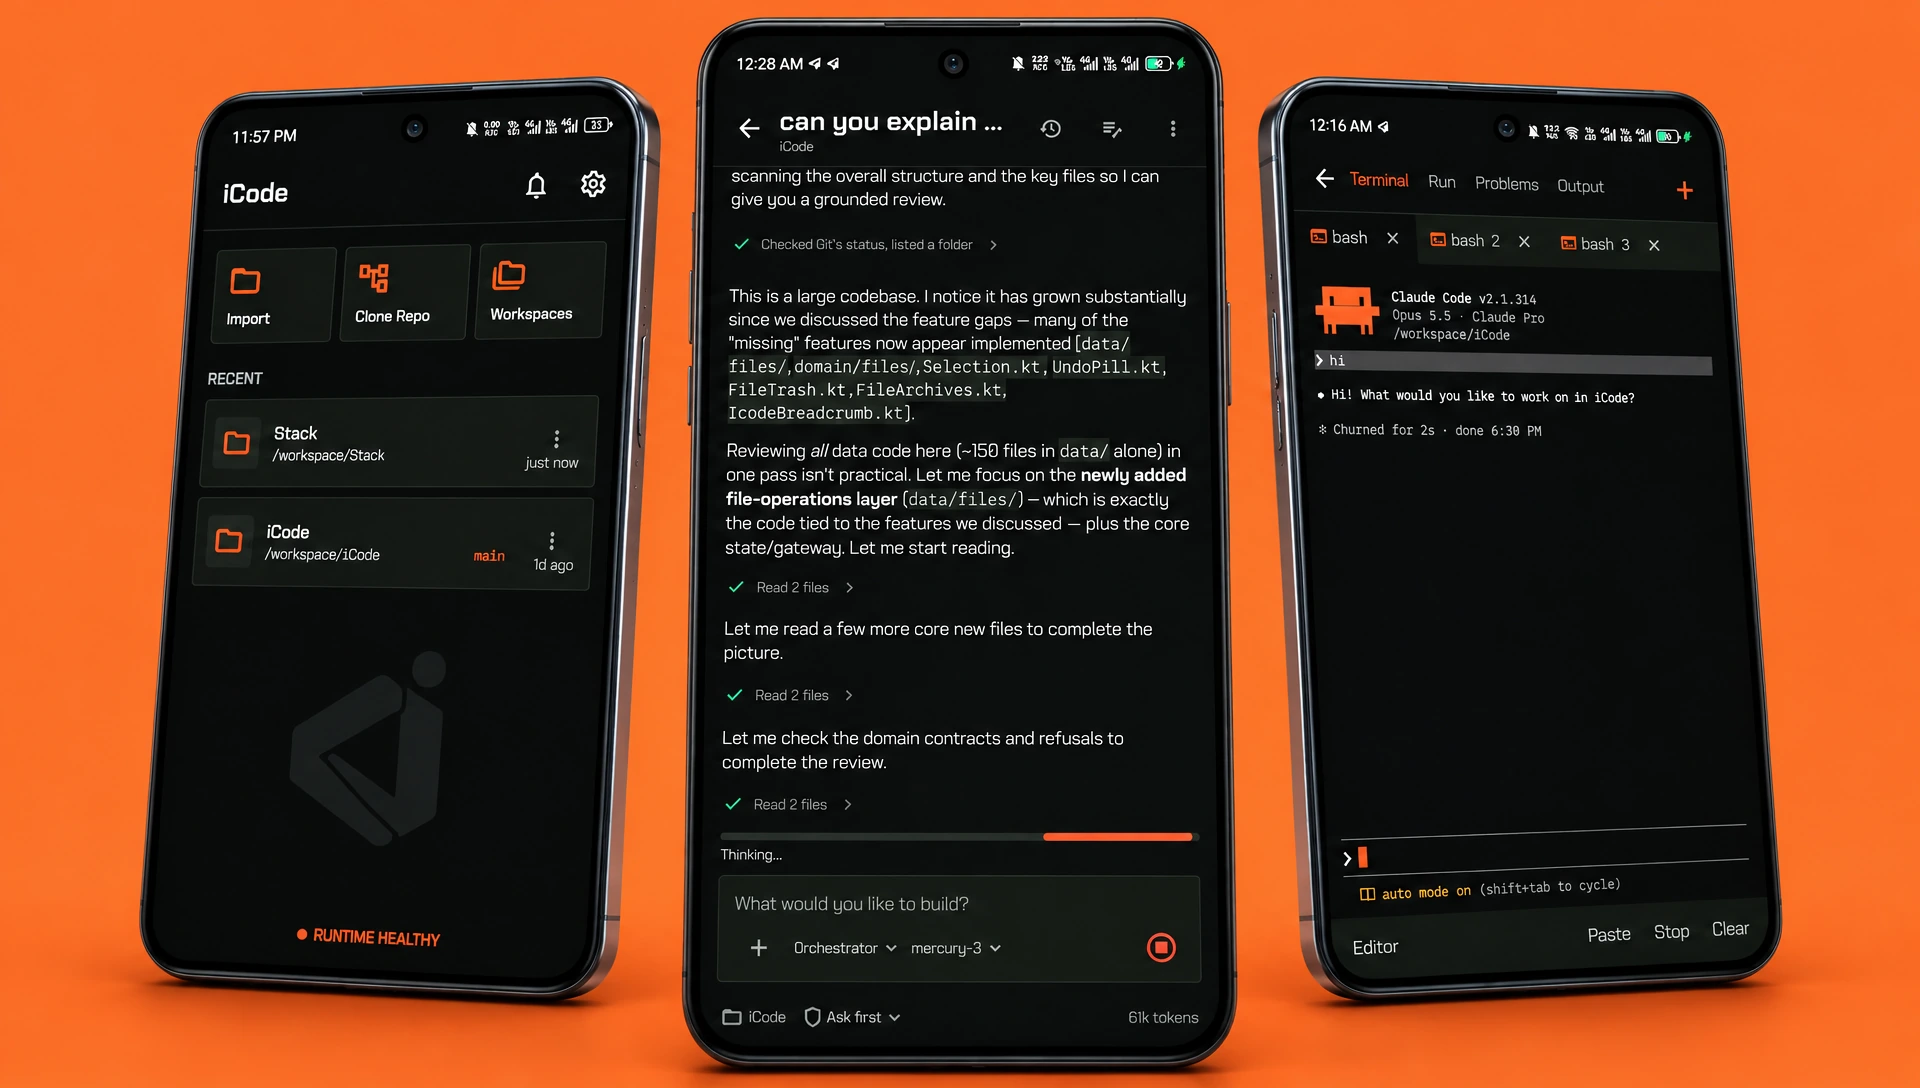 11:57 PM
iCode
Import
Clone Repo
Workspaces
RECENT
Stack
/workspace/Stack
just now
iCode
/workspace/iCode
main
1d ago
RUNTIME HEALTHY
12:28 AM
can you explain ...
iCode
scanning the overall structure and the key files so I can
give you a grounded review.
Checked Git's status, listed a folder
This is a large codebase. I notice it has grown substantially
since we discussed the feature gaps — many of the
"missing" features now appear implemented [data/
files/,domain/files/,Selection.kt, UndoPill.kt,
FileTrash.kt,FileArchives.kt,
IcodeBreadcrumb.kt].
Reviewing all data code here (~150 files in data/ alone) in
one pass isn't practical. Let me focus on the newly added
file-operations layer (data/files/) — which is exactly
the code tied to the features we discussed — plus the core
state/gateway. Let me start reading.
Read 2 files
Let me read a few more core new files to complete the
picture.
Read 2 files
Let me check the domain contracts and refusals to
complete the review.
Read 2 files
Thinking...
What would you like to build?
Orchestrator
mercury-3
iCode
Ask first
61k tokens
12:16 AM
Terminal
Run
Problems
Output
bash
bash 2
bash 3
Claude Code v2.1.314
Opus 5.5 · Claude Pro
/workspace/iCode
hi
Hi! What would you like to work on in iCode?
Churned for 2s · done 6:30 PM
auto mode on (shift+tab to cycle)
Editor
Paste
Stop
Clear